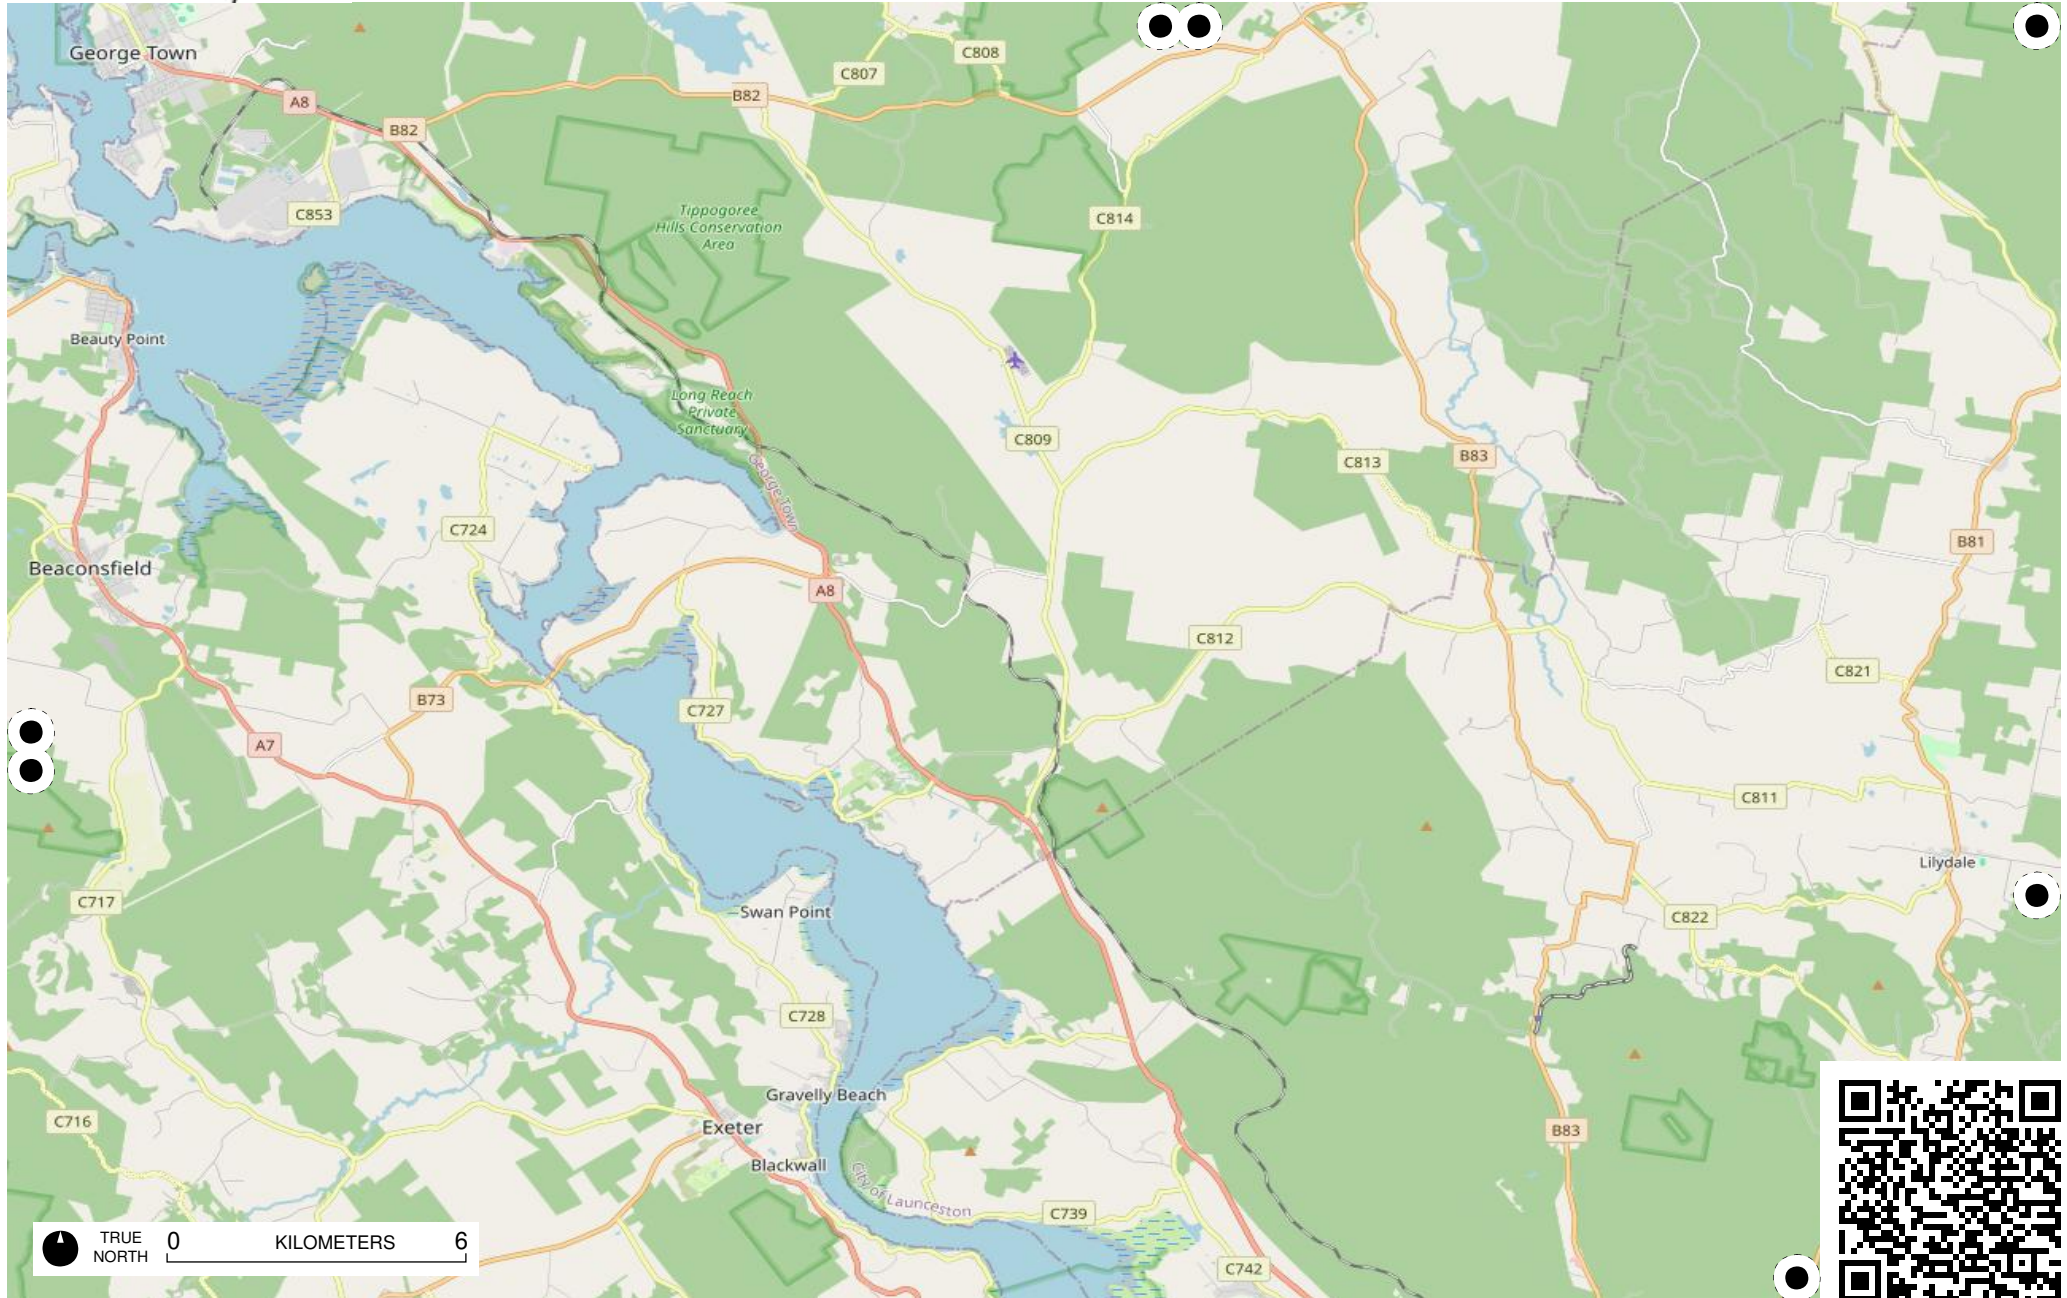 George Town
C808
C807
A8
B82
B82
C853
C814
Tippogoree
Hills Conservation
Area
Beauty Point
Long Reach
Private
Sanctuary
C809
George Town
C813
B83
C724
B81
Beaconsfield
A8
C812
C821
B73
C727
A7
C811
Lilydale
C717
Swan Point
C822
C728
Gravelly Beach
C716
Exeter
B83
Blackwall
City of Launceston
C739
TRUE
NORTH
0 KILOMETERS 6
C742